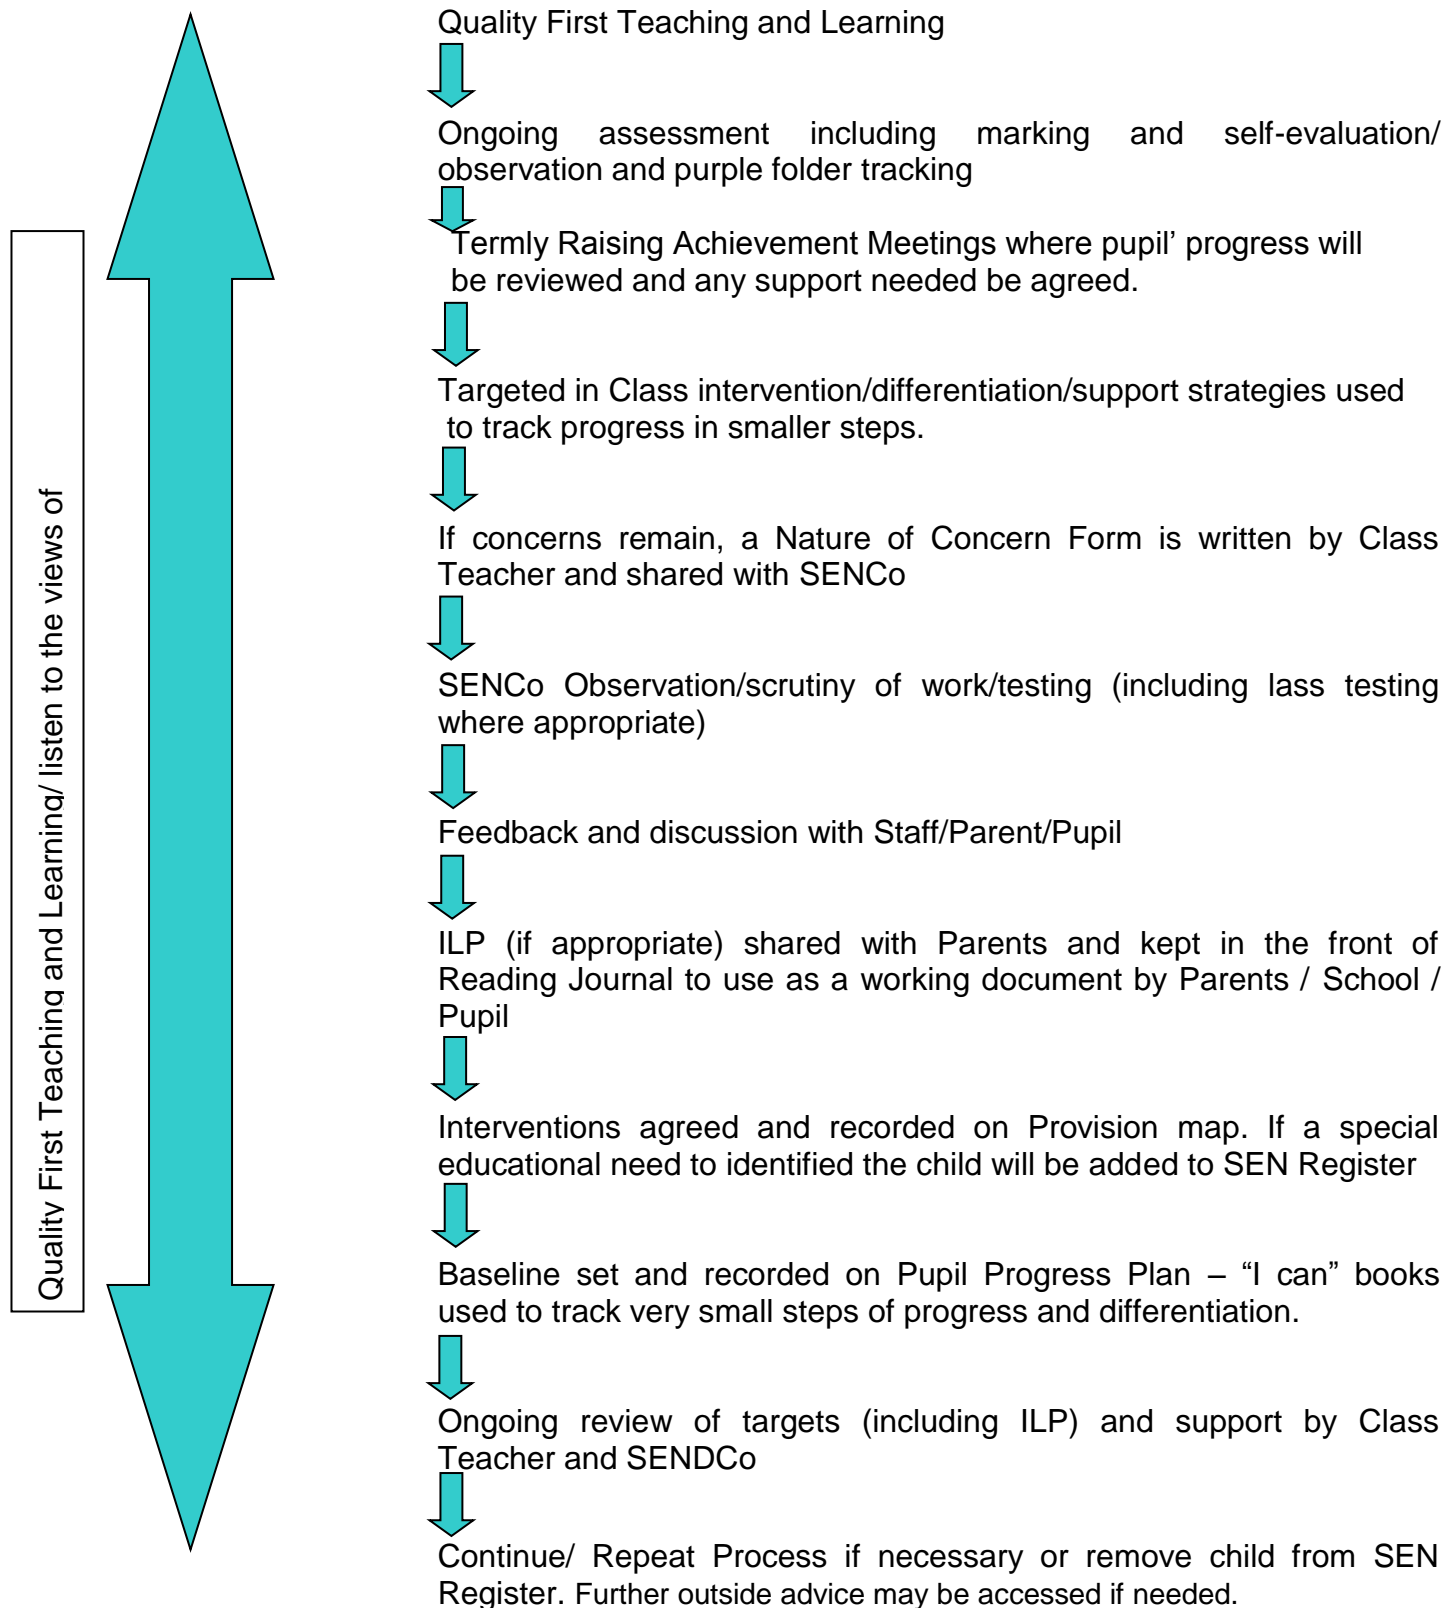 Quality First Teaching and Learning
Ongoing assessment including marking and self-evaluation/
observation and purple folder tracking
Termly Raising Achievement Meetings where pupil’ progress will
be reviewed and any support needed be agreed.
Targeted in Class intervention/differentiation/support strategies used
to track progress in smaller steps.
If concerns remain, a Nature of Concern Form is written by Class
Teacher and shared with SENCo
SENCo Observation/scrutiny of work/testing (including lass testing
where appropriate)
Feedback and discussion with Staff/Parent/Pupil
ILP (if appropriate) shared with Parents and kept in the front of
Reading Journal to use as a working document by Parents / School /
Pupil
Interventions agreed and recorded on Provision map. If a special
educational need to identified the child will be added to SEN Register
Baseline set and recorded on Pupil Progress Plan – “I can” books
used to track very small steps of progress and differentiation.
Ongoing review of targets (including ILP) and support by Class
Teacher and SENDCo
Continue/ Repeat Process if necessary or remove child from SEN
Register. Further outside advice may be accessed if needed.
Quality First Teaching and Learning/ listen to the views of